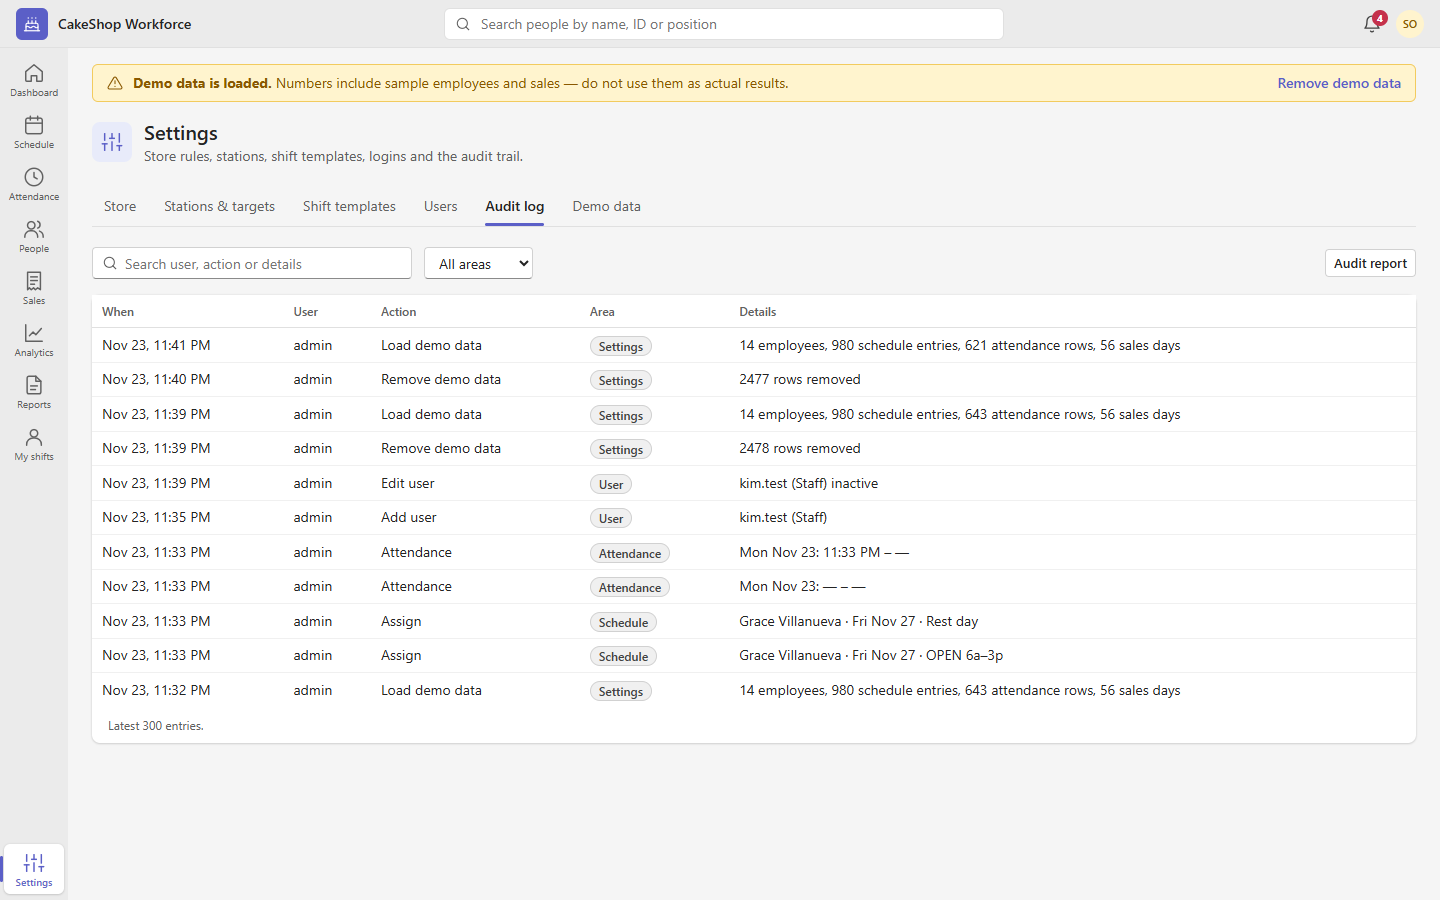 CakeShop Workforce
Search people by name, ID or position
4
SO
Dashboard
Schedule
Attendance
People
Sales
Analytics
Reports
My shifts
Settings
Demo data is loaded. Numbers include sample employees and sales — do not use them as actual results.
Remove demo data
Settings
Store rules, stations, shift templates, logins and the audit trail.
Store Stations & targets Shift templates Users Audit log Demo data
Search user, action or details
All areas
Audit report
When User Action Area Details
Nov 23, 11:41 PM admin Load demo data Settings 14 employees, 980 schedule entries, 621 attendance rows, 56 sales days
Nov 23, 11:40 PM admin Remove demo data Settings 2477 rows removed
Nov 23, 11:39 PM admin Load demo data Settings 14 employees, 980 schedule entries, 643 attendance rows, 56 sales days
Nov 23, 11:39 PM admin Remove demo data Settings 2478 rows removed
Nov 23, 11:39 PM admin Edit user User kim.test (Staff) inactive
Nov 23, 11:35 PM admin Add user User kim.test (Staff)
Nov 23, 11:33 PM admin Attendance Attendance Mon Nov 23: 11:33 PM – —
Nov 23, 11:33 PM admin Attendance Attendance Mon Nov 23: — – —
Nov 23, 11:33 PM admin Assign Schedule Grace Villanueva · Fri Nov 27 · Rest day
Nov 23, 11:33 PM admin Assign Schedule Grace Villanueva · Fri Nov 27 · OPEN 6a–3p
Nov 23, 11:32 PM admin Load demo data Settings 14 employees, 980 schedule entries, 643 attendance rows, 56 sales days
Latest 300 entries.